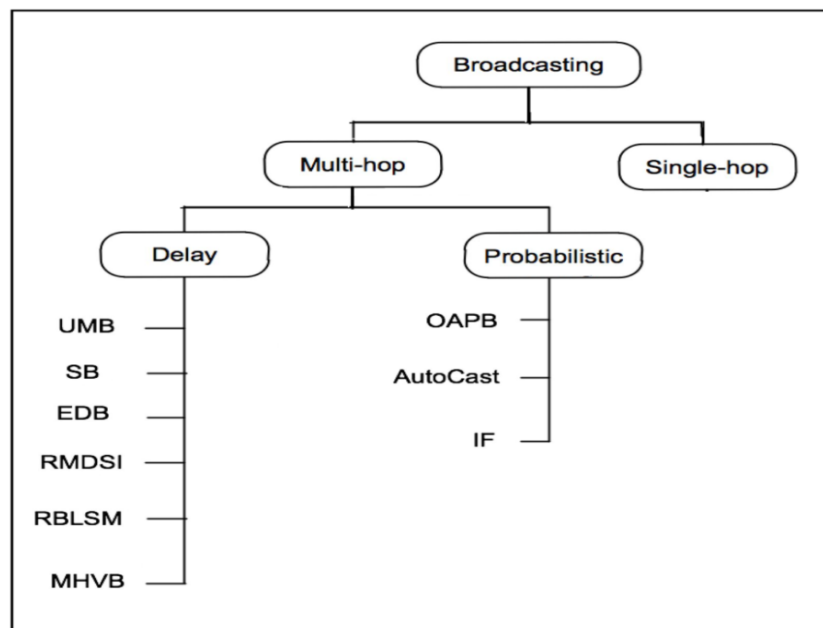 Broadcasting
Multi-hop
Single-hop
Delay
Probabilistic
UMB
SB
EDB
RMDSI
RBLSM
MHVB
OAPB
AutoCast
IF